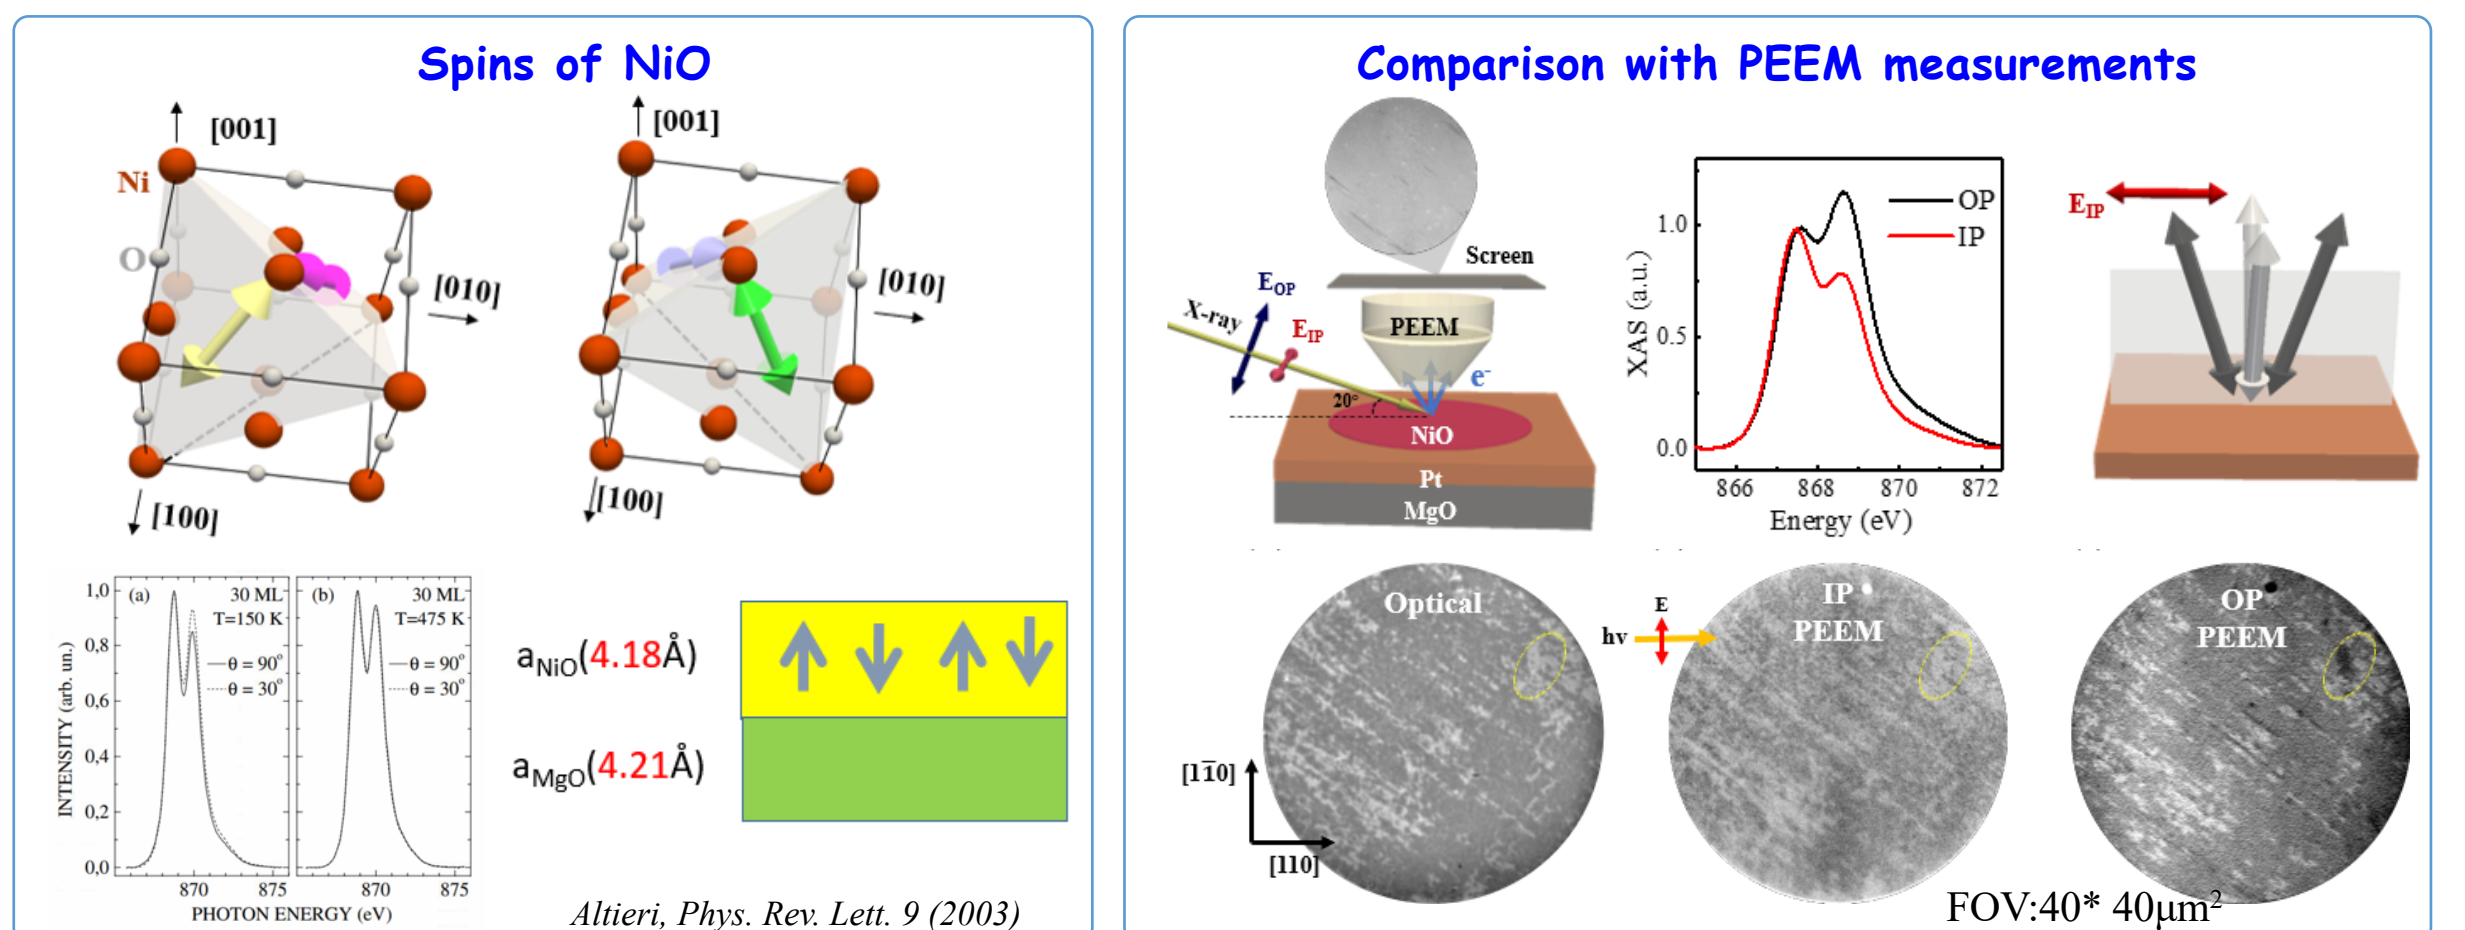 Spins of NiO
[001]
Ni
O
[010]
[100]
[001]
[010]
[100]
1,0
0,8
0,6
0,4
0,2
0,0
INTENSITY (arb. un.)
(a)
30 ML
T=150 K
θ = 90°
θ = 30°
(b)
30 ML
T=475 K
θ = 90°
θ = 30°
870
875
870
875
PHOTON ENERGY (eV)
aNiO(4.18Å)
aMgO(4.21Å)
Altieri, Phys. Rev. Lett. 9 (2003)
Comparison with PEEM measurements
Screen
EOP
X-ray
EIP
PEEM
e-
20°
NiO
Pt
MgO
XAS (a.u.)
1.0
0.5
0.0
OP
IP
866
868
870
872
Energy (eV)
EIP
Optical
[11̅0]
[110]
E
hv
IP
PEEM
OP
PEEM
FOV:40* 40μm²